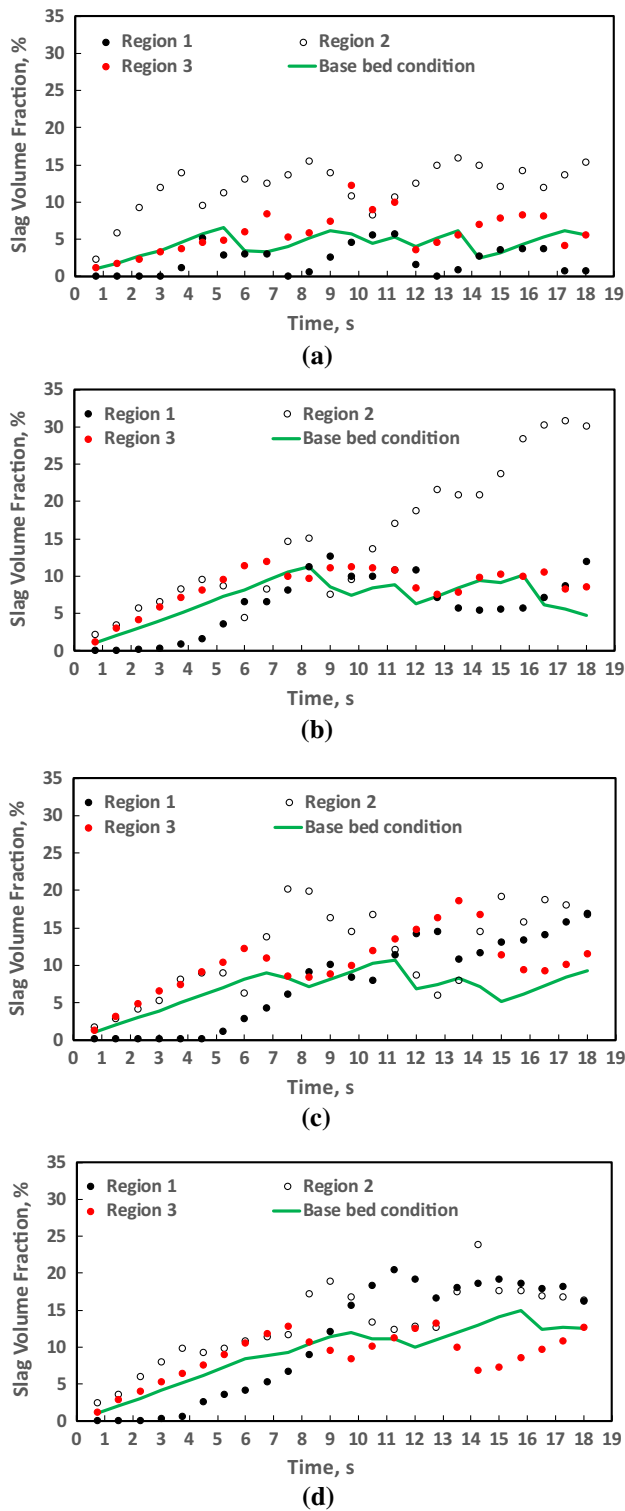 35
30
25
20
15
10
5
0
Slag Volume Fraction, %
Region 1
Region 2
Region 3
Base bed condition
0 1 2 3 4 5 6 7 8 9 10 11 12 13 14 15 16 17 18 19
Time, s
(a)
35
30
25
20
15
10
5
0
Slag Volume Fraction, %
Region 1
Region 2
Region 3
Base bed condition
0 1 2 3 4 5 6 7 8 9 10 11 12 13 14 15 16 17 18 19
Time, s
(b)
35
30
25
20
15
10
5
0
Slag Volume Fraction, %
Region 1
Region 2
Region 3
Base bed condition
0 1 2 3 4 5 6 7 8 9 10 11 12 13 14 15 16 17 18 19
Time, s
(c)
35
30
25
20
15
10
5
0
Slag Volume Fraction, %
Region 1
Region 2
Region 3
Base bed condition
0 1 2 3 4 5 6 7 8 9 10 11 12 13 14 15 16 17 18 19
Time, s
(d)